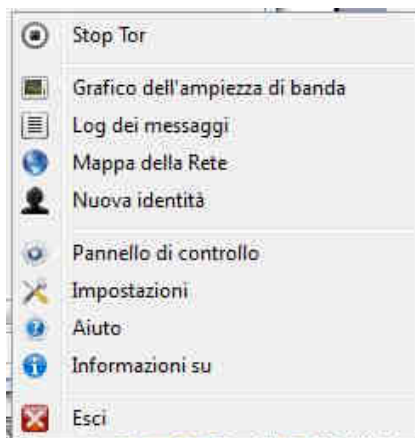 Stop Tor
Grafico dell'ampiezza di banda
Log dei messaggi
Mappa della Rete
Nuova identità
Pannello di controllo
Impostazioni
Aiuto
Informazioni su
Esci